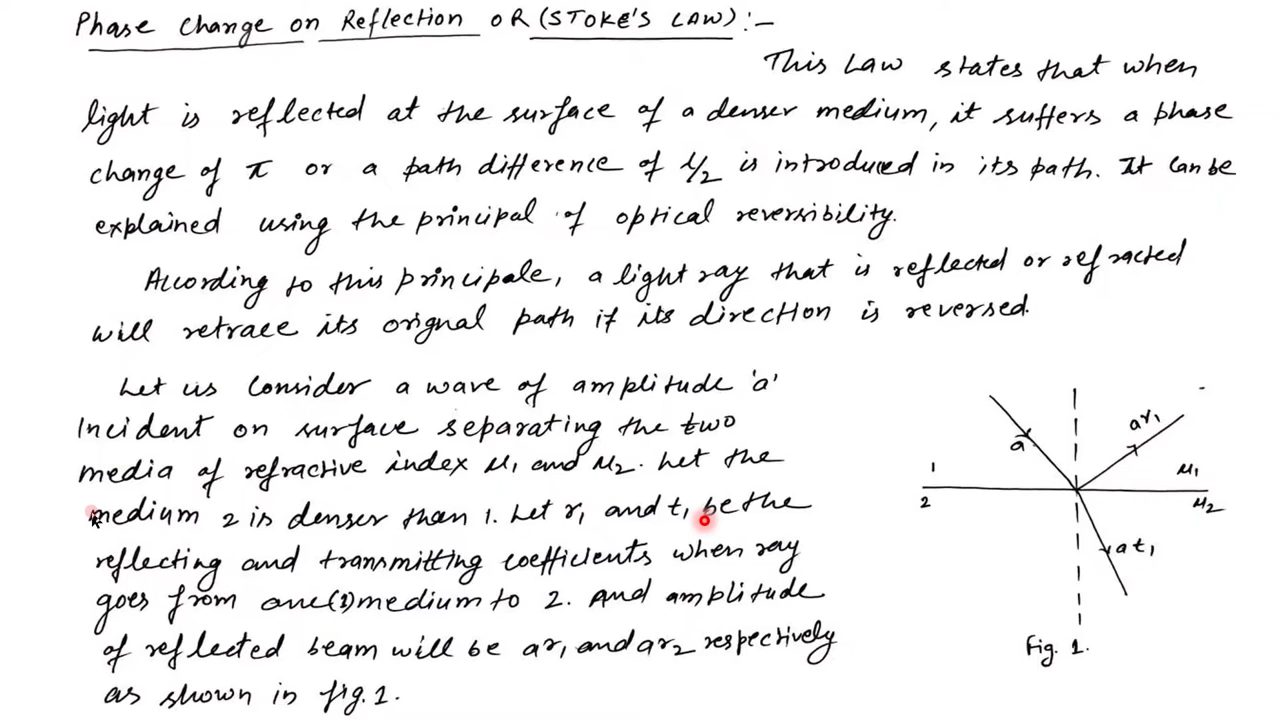 Phase Change on Reflection OR (STOKE'S LAW) :-
This Law states that when
light is reflected at the surface of a denser medium, it suffers a phase
change of π or a path difference of λ/2 is introduced in its path. It can be
explained using the principal of optical reversibility.
According to this principale, a light ray that is reflected or refracted
will retrace its orignal path if its direction is reversed.
Let us consider a wave of amplitude 'a'
Incident on surface separating the two
media of refractive index μ₁ and μ₂. Let the
medium 2 is denser than 1. Let r₁ and t₁ be the
reflecting and transmitting coefficients when ray
goes from one(1) medium to 2. And amplitude
of reflected beam will be ar₁ and ar₂ respectively
as shown in fig.1.
a
ar₁
1
μ₁
2
μ₂
at₁
Fig. 1.